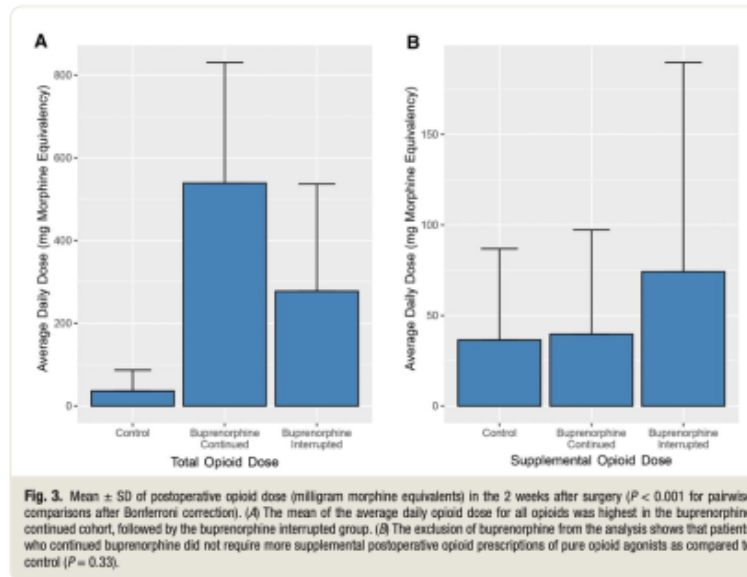 A
B
Average Daily Dose (mg Morphine Equivalency)
800
600
400
200
0
Control
Buprenorphine
Continued
Buprenorphine
Interrupted
Total Opioid Dose
Average Daily Dose (mg Morphine Equivalency)
150
100
50
0
Control
Buprenorphine
Continued
Buprenorphine
Interrupted
Supplemental Opioid Dose
Fig. 3. Mean ± SD of postoperative opioid dose (milligram morphine equivalents) in the 2 weeks after surgery (P < 0.001 for pairwise
comparisons after Bonferroni correction). (A) The mean of the average daily opioid dose for all opioids was highest in the buprenorphine
continued cohort, followed by the buprenorphine interrupted group. (B) The exclusion of buprenorphine from the analysis shows that patient
who continued buprenorphine did not require more supplemental postoperative opioid prescriptions of pure opioid agonists as compared to
control (P = 0.33).